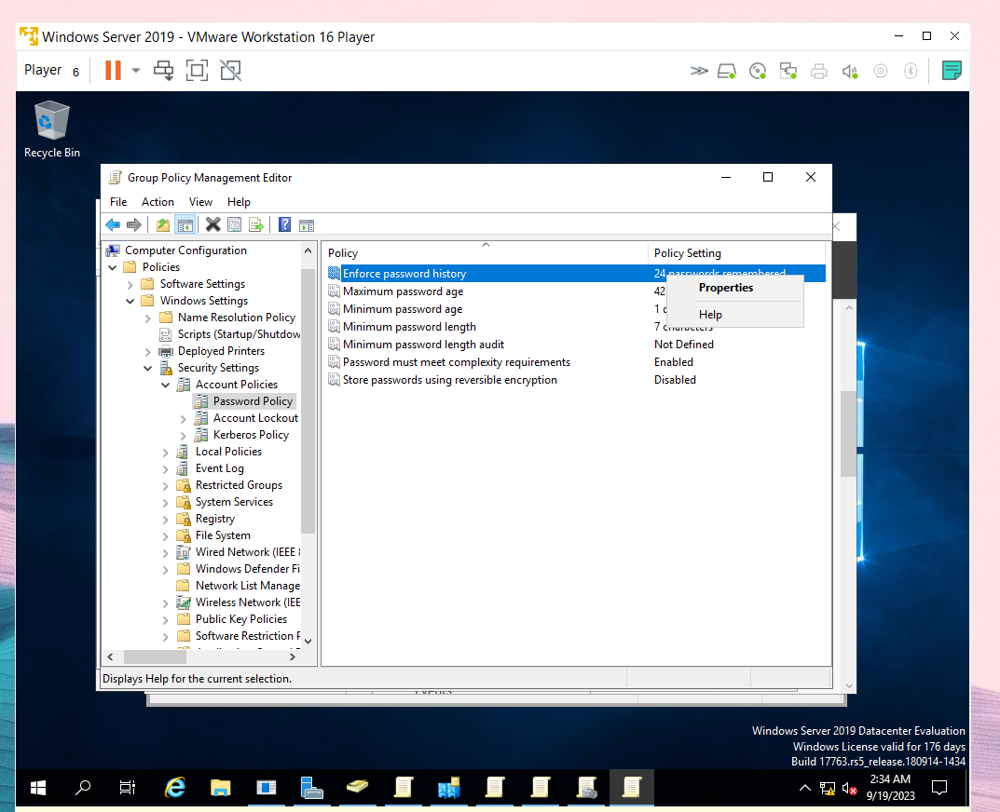 Windows Server 2019 - VMware Workstation 16 Player
Player 6
Recycle Bin
Group Policy Management Editor
File Action View Help
Computer Configuration
Policies
Software Settings
Windows Settings
Name Resolution Policy
Scripts (Startup/Shutdow
Deployed Printers
Security Settings
Account Policies
Password Policy
Account Lockout
Kerberos Policy
Local Policies
Event Log
Restricted Groups
System Services
Registry
File System
Wired Network (IEEE
Windows Defender Fi
Network List Manage
Wireless Network (IEE
Public Key Policies
Software Restriction
Policy Policy Setting
Enforce password history 24 passwords remembered
Maximum password age 42
Minimum password age 1
Minimum password length 7 characters
Minimum password length audit Not Defined
Password must meet complexity requirements Enabled
Store passwords using reversible encryption Disabled
Properties
Help
Displays Help for the current selection.
Events
Windows Server 2019 Datacenter Evaluation
Windows License valid for 176 days
Build 17763.rs5_release.180914-1434
2:34 AM
9/19/2023